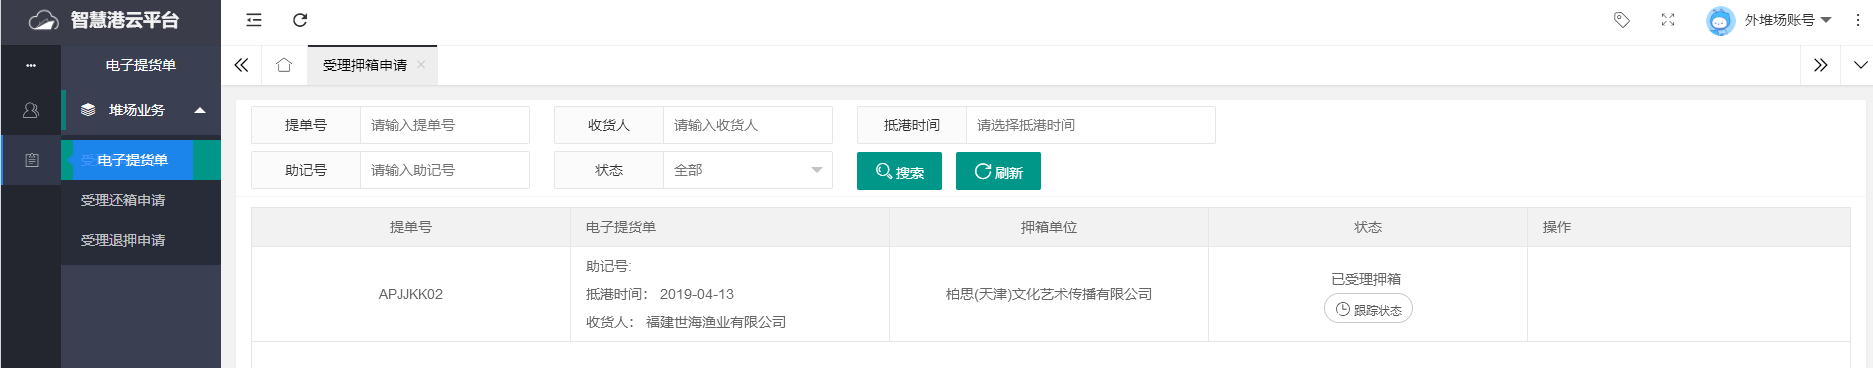 智慧港云平台
外堆场账号
电子提货单
受理押箱申请
堆场业务
电子提货单
受理还箱申请
受理退押申请
提单号 请输入提单号 收货人 请输入收货人 抵港时间 请选择抵港时间
助记号 请输入助记号 状态 全部 搜索 刷新
提单号 电子提货单 押箱单位 状态 操作
助记号:
APJJKK02 抵港时间: 2019-04-13 柏思(天津)文化艺术传播有限公司 已受理押箱
收货人: 福建世海渔业有限公司 跟踪状态